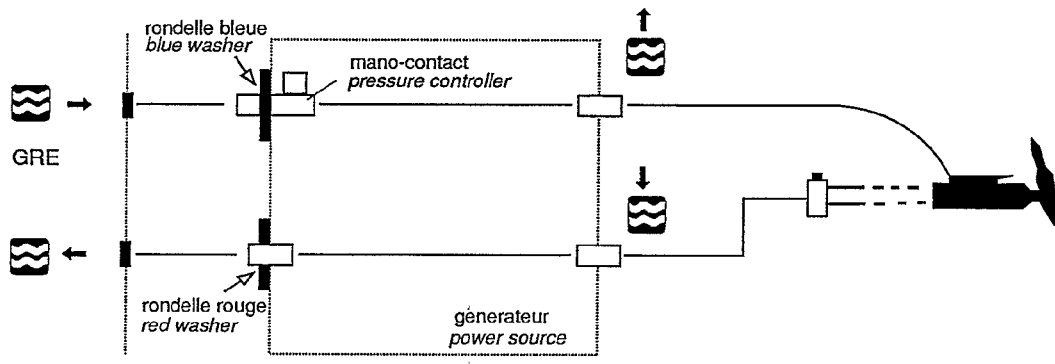 rondelle bleue
blue washer
mano-contact
pressure controller
GRE
rondelle rouge
red washer
génerateur
power source